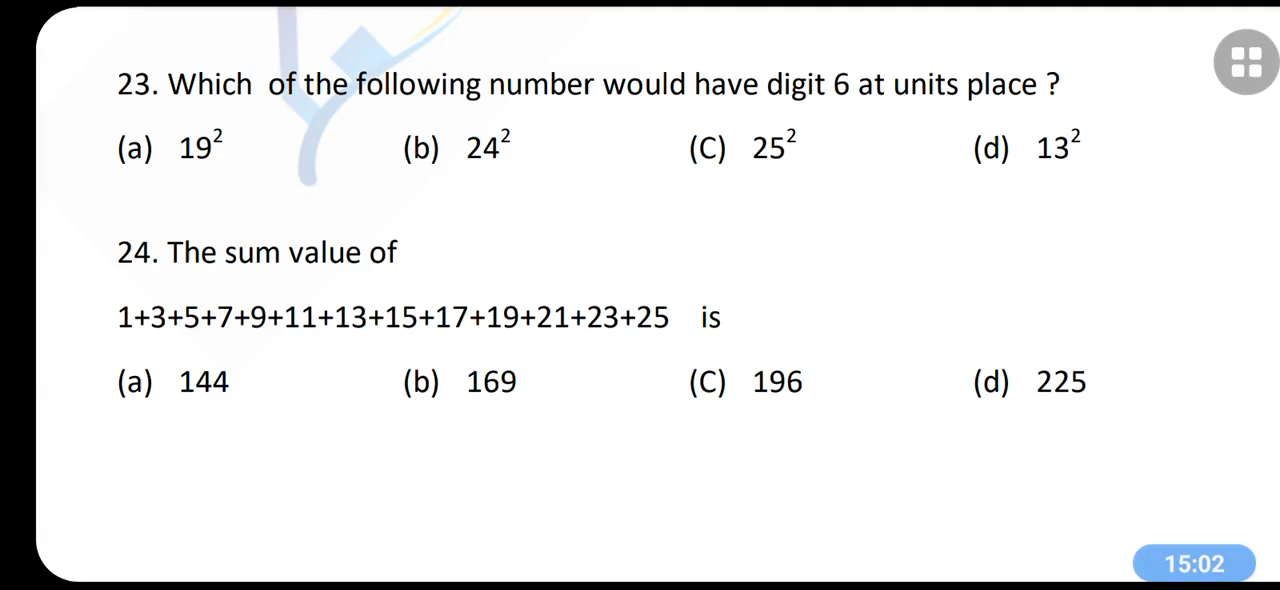 23. Which of the following number would have digit 6 at units place ?
(a) 19² (b) 24² (C) 25² (d) 13²
24. The sum value of
1+3+5+7+9+11+13+15+17+19+21+23+25 is
(a) 144 (b) 169 (C) 196 (d) 225
15:02